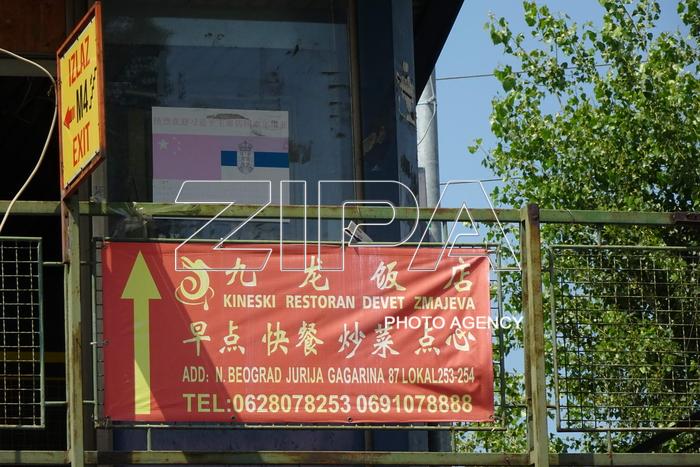 IZLAZ
M4
EXIT
ZIPA
PHOTO AGENCY
九龙饭店
KINESKI RESTORAN DEVET ZMAJEVA
早点 快餐 炒菜 点心
ADD: N.BEOGRAD JURIJA GAGARINA 87 LOKAL253-254
TEL:0628078253 0691078888